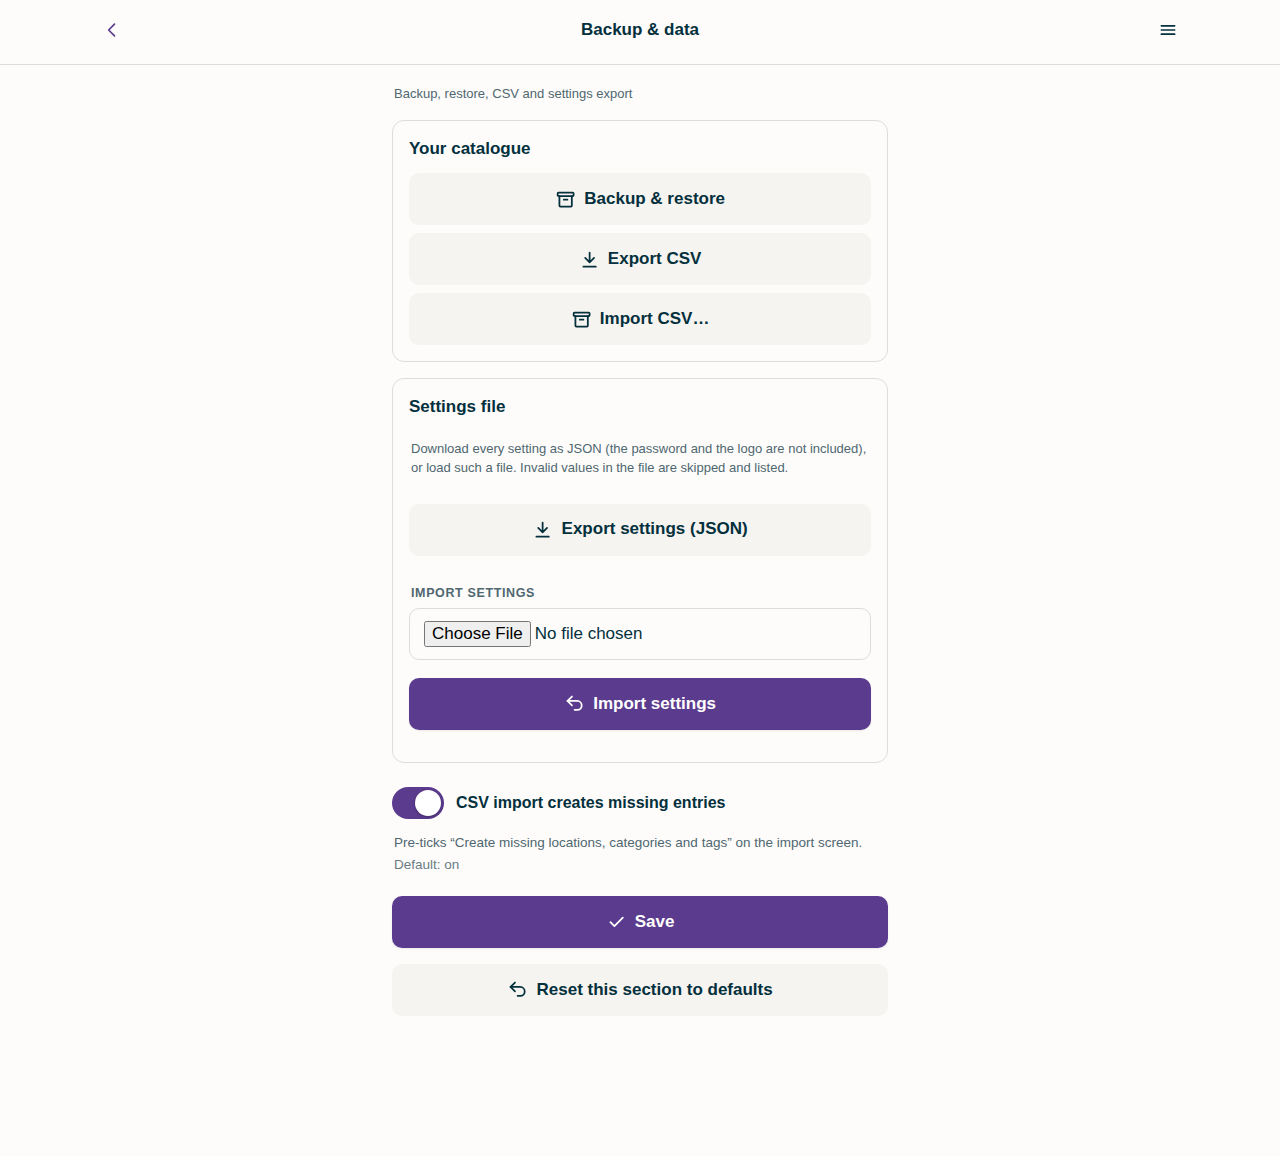 Backup & data
Backup, restore, CSV and settings export
Your catalogue
Backup & restore
Export CSV
Import CSV…
Settings file
Download every setting as JSON (the password and the logo are not included),
or load such a file. Invalid values in the file are skipped and listed.
Export settings (JSON)
IMPORT SETTINGS
Choose File No file chosen
Import settings
CSV import creates missing entries
Pre-ticks “Create missing locations, categories and tags” on the import screen.
Default: on
Save
Reset this section to defaults